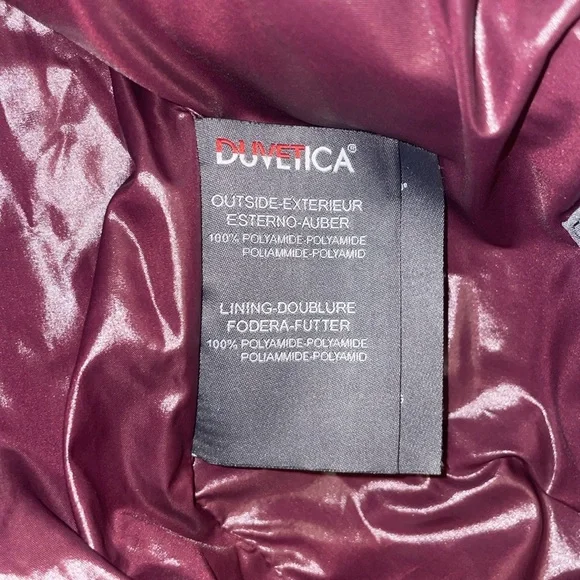 DUVETICA®
OUTSIDE-EXTERIEUR
ESTERNO-AUBER
100% POLYAMIDE-POLYAMIDE
POLIAMMIDE-POLYAMID
LINING-DOUBLURE
FODERA-FUTTER
100% POLYAMIDE-POLYAMIDE
POLIAMMIDE-POLYAMID